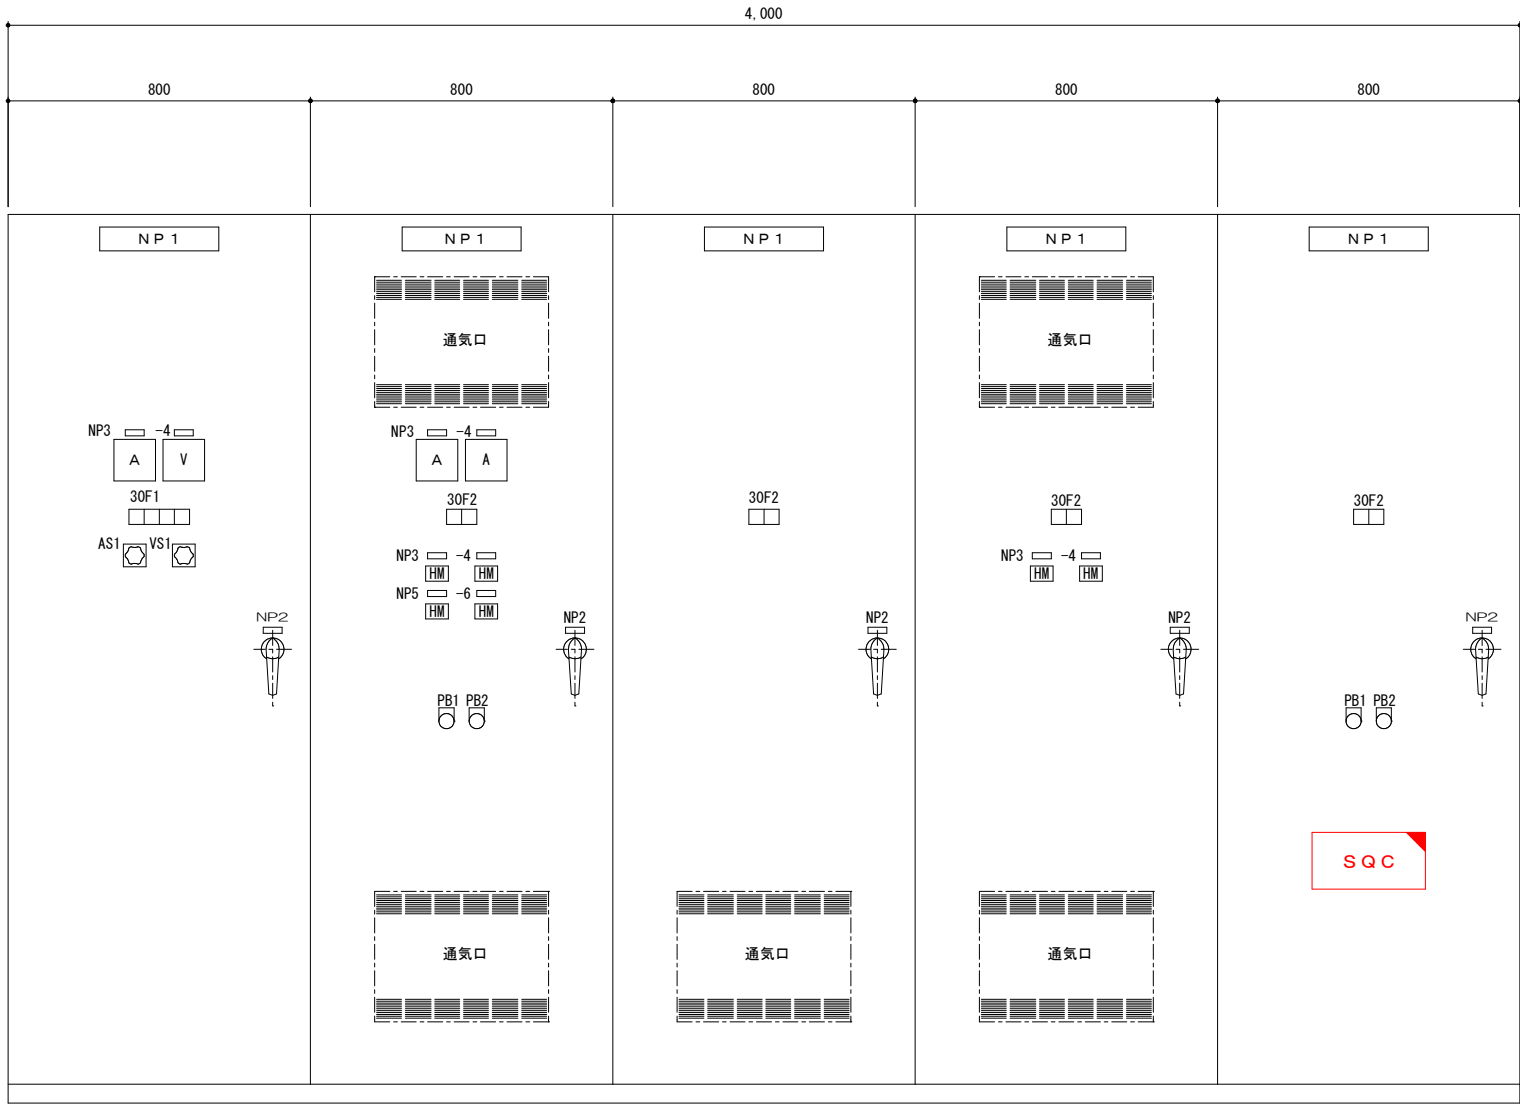 4,000
800 800 800 800 800
NP1 NP1 NP1 NP1 NP1
通気口 通気口
NP3 -4 NP3 -4
A V A A
30F1 30F2 30F2 30F2 30F2
AS1 VS1
NP3 -4 NP3 -4
HM HM HM HM
NP5 -6
HM HM
NP2 NP2 NP2 NP2 NP2
PB1 PB2 PB1 PB2
SQC
通気口 通気口 通気口